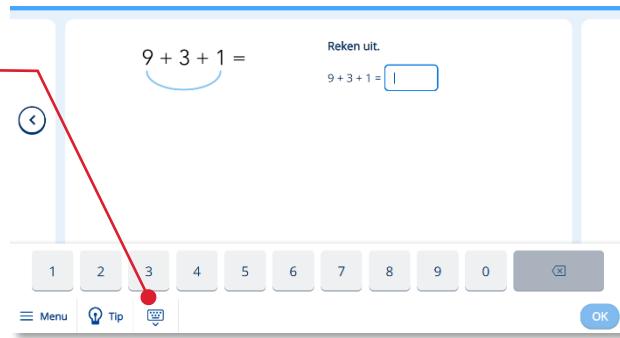 9 + 3 + 1 =
Reken uit.
9 + 3 + 1 =
1 2 3 4 5 6 7 8 9 0
Menu Tip OK